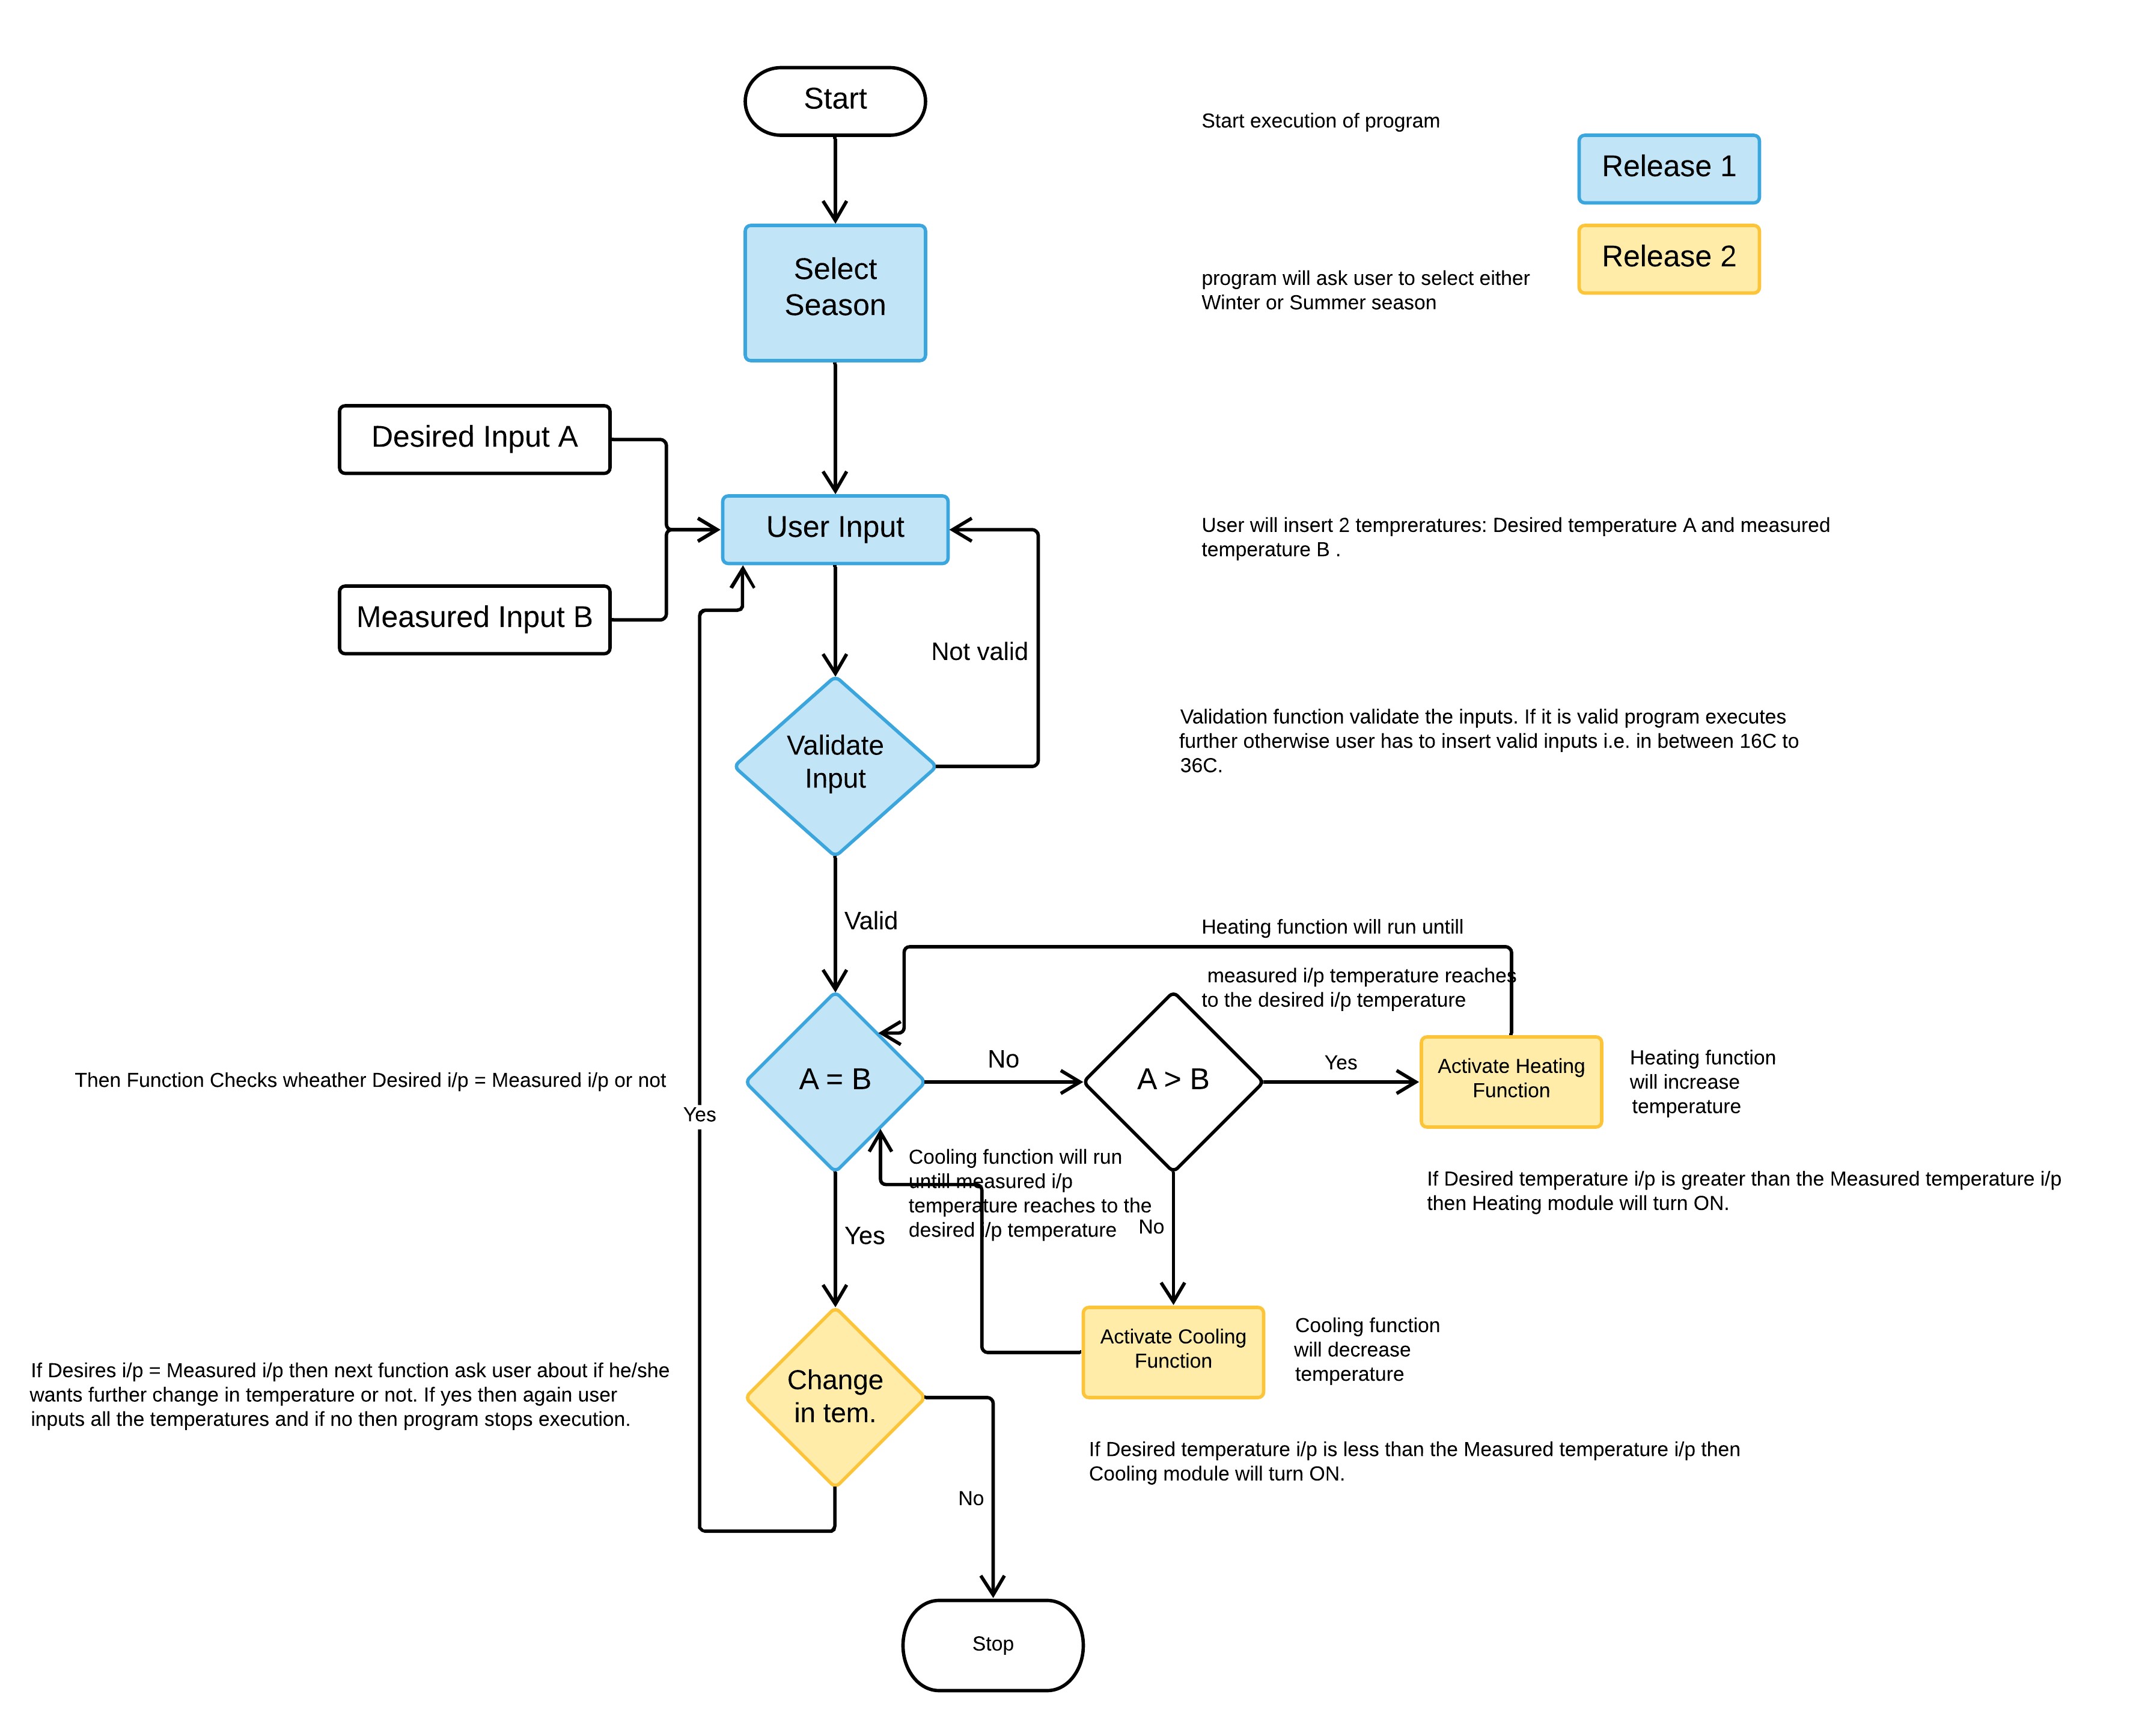 Start
Start execution of program
Release 1
Release 2
Select
Season
program will ask user to select either
Winter or Summer season
Desired Input A
Measured Input B
User Input
User will insert 2 tempreratures: Desired temperature A and measured
temperature B .
Not valid
Validate
Input
Validation function validate the inputs. If it is valid program executes
further otherwise user has to insert valid inputs i.e. in between 16C to
36C.
Valid
Heating function will run untill
measured i/p temperature reaches
to the desired i/p temperature
Then Function Checks wheather Desired i/p = Measured i/p or not
Yes
A = B
No
A > B
Yes
Activate Heating
Function
Heating function
will increase
temperature
If Desired temperature i/p is greater than the Measured temperature i/p
then Heating module will turn ON.
Cooling function will run
untill measured i/p
temperature reaches to the
desired i/p temperature
No
Yes
Activate Cooling
Function
Cooling function
will decrease
temperature
If Desired temperature i/p is less than the Measured temperature i/p then
Cooling module will turn ON.
If Desires i/p = Measured i/p then next function ask user about if he/she
wants further change in temperature or not. If yes then again user
inputs all the temperatures and if no then program stops execution.
Change
in tem.
No
Stop